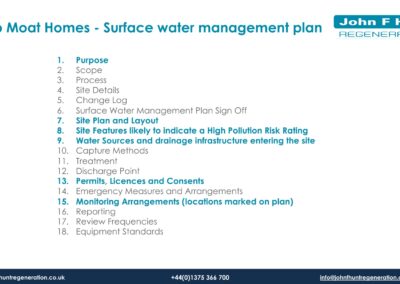 Moat Homes - Surface water management plan
John F H
REGENERA
1. Purpose
2. Scope
3. Process
4. Site Details
5. Change Log
6. Surface Water Management Plan Sign Off
7. Site Plan and Layout
8. Site Features likely to indicate a High Pollution Risk Rating
9. Water Sources and drainage infrastructure entering the site
10. Capture Methods
11. Treatment
12. Discharge Point
13. Permits, Licences and Consents
14. Emergency Measures and Arrangements
15. Monitoring Arrangements (locations marked on plan)
16. Reporting
17. Review Frequencies
18. Equipment Standards
huntregeneration.co.uk
+44(0)1375 366 700
info@johnfhuntregeneration.co